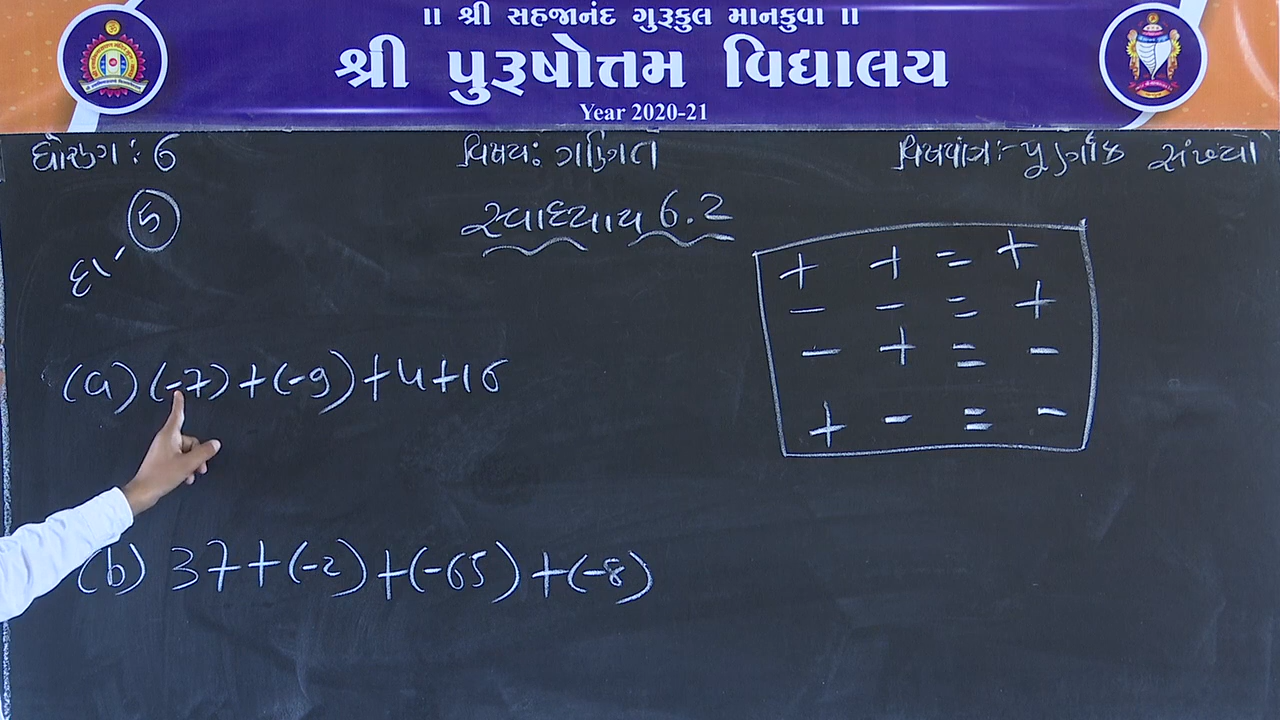 ॥ શ્રી સહજાનંદ ગુરૂકુલ માનકુવા ॥
શ્રી પુરૂષોત્તમ વિદ્યાલય
Year 2020-21
ધોરણ : 6
વિષય: ગણિત
વિષયાંગ :- પૂર્ણાંક સંખ્યા
5
દા-
સ્વાધ્યાય 6.2
+ + = +
- - = +
- + = -
+ - = -
(a) (-7) + (-9) + 4 + 16
(b) 37 + (-2) + (-65) + (-8)